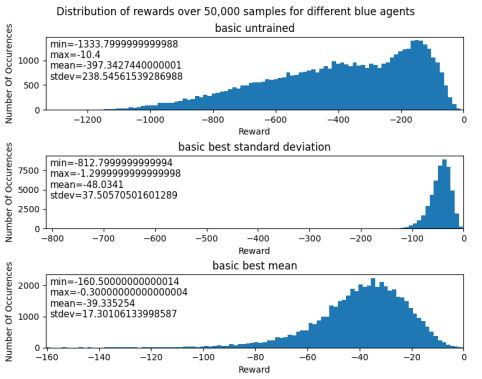 Distribution of rewards over 50,000 samples for different blue agents
basic untrained
min=-1333.7999999999988
max=-10.4
mean=-397.3427440000001
stdev=238.54561539286988
Number Of Occurences
0
500
1000
−1200
−1000
−800
−600
−400
−200
0
Reward
basic best standard deviation
min=-812.7999999999994
max=-1.2999999999999998
mean=-48.0341
stdev=37.50570501601289
Number Of Occurences
0
2500
5000
7500
−800
−700
−600
−500
−400
−300
−200
−100
0
Reward
basic best mean
min=-160.50000000000014
max=-0.30000000000000004
mean=-39.335254
stdev=17.30106133998587
Number Of Occurences
0
1000
2000
−160
−140
−120
−100
−80
−60
−40
−20
0
Reward